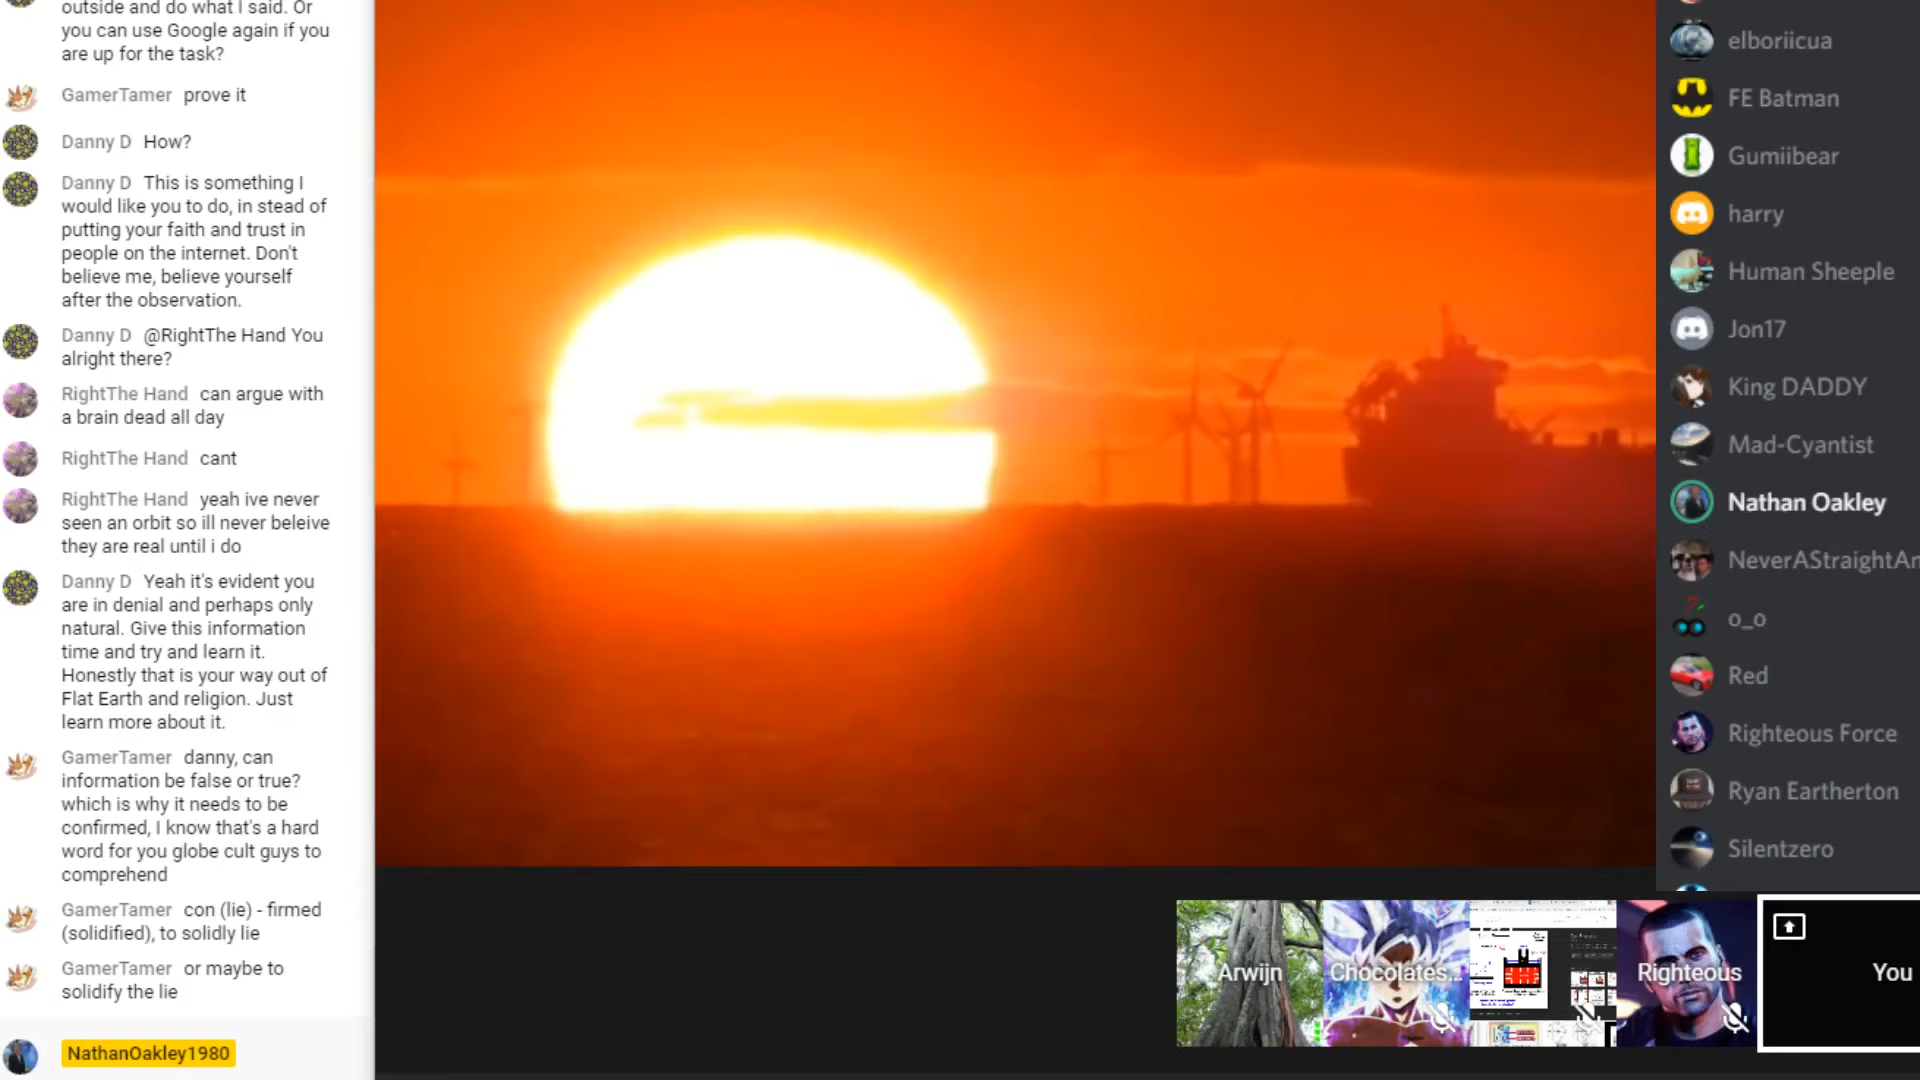 outside and do what I said. Or
you can use Google again if you
are up for the task?
GamerTamer prove it
Danny D How?
Danny D This is something I
would like you to do, in stead of
putting your faith and trust in
people on the internet. Don't
believe me, believe yourself
after the observation.
Danny D @RightThe Hand You
alright there?
RightThe Hand can argue with
a brain dead all day
RightThe Hand cant
RightThe Hand yeah ive never
seen an orbit so ill never beleive
they are real until i do
Danny D Yeah it's evident you
are in denial and perhaps only
natural. Give this information
time and try and learn it.
Honestly that is your way out of
Flat Earth and religion. Just
learn more about it.
GamerTamer danny, can
information be false or true?
which is why it needs to be
confirmed, I know that's a hard
word for you globe cult guys to
comprehend
GamerTamer con (lie) - firmed
(solidified), to solidly lie
GamerTamer or maybe to
solidify the lie
NathanOakley1980
elboriicua
FE Batman
Gumiibear
harry
Human Sheeple
Jon17
King DADDY
Mad-Cyantist
Nathan Oakley
NeverAStraightAn
o_o
Red
Righteous Force
Ryan Eartherton
Silentzero
Arwijn
Chocolates...
Righteous
You